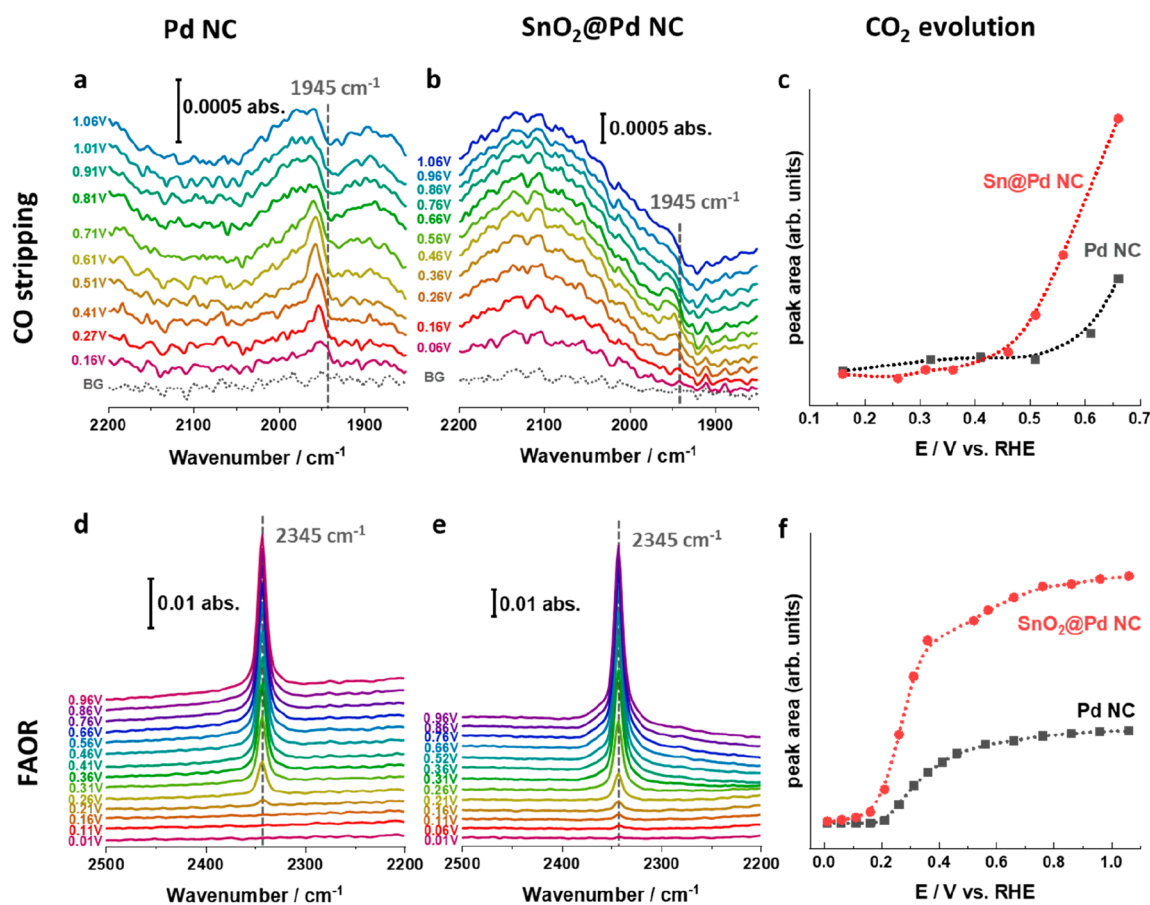 Pd NC
SnO₂@Pd NC
CO₂ evolution
CO stripping
a
1945 cm⁻¹
0.0005 abs.
1.06V
1.01V
0.91V
0.81V
0.71V
0.61V
0.51V
0.41V
0.27V
0.16V
BG
2200 2100 2000 1900
Wavenumber / cm⁻¹
b
0.0005 abs.
1945 cm⁻¹
1.06V
0.96V
0.86V
0.76V
0.66V
0.56V
0.46V
0.36V
0.26V
0.16V
0.06V
BG
2200 2100 2000 1900
Wavenumber / cm⁻¹
c
peak area (arb. units)
Sn@Pd NC
Pd NC
0.1 0.2 0.3 0.4 0.5 0.6 0.7
E / V vs. RHE
FAOR
d
2345 cm⁻¹
0.01 abs.
0.96V
0.86V
0.76V
0.66V
0.56V
0.46V
0.41V
0.36V
0.31V
0.26V
0.21V
0.16V
0.11V
0.01V
2500 2400 2300 2200
Wavenumber / cm⁻¹
e
2345 cm⁻¹
0.01 abs.
0.96V
0.86V
0.76V
0.66V
0.52V
0.36V
0.31V
0.26V
0.21V
0.16V
0.11V
0.06V
0.01V
2500 2400 2300 2200
Wavenumber / cm⁻¹
f
peak area (arb. units)
SnO₂@Pd NC
Pd NC
0.0 0.2 0.4 0.6 0.8 1.0
E / V vs. RHE